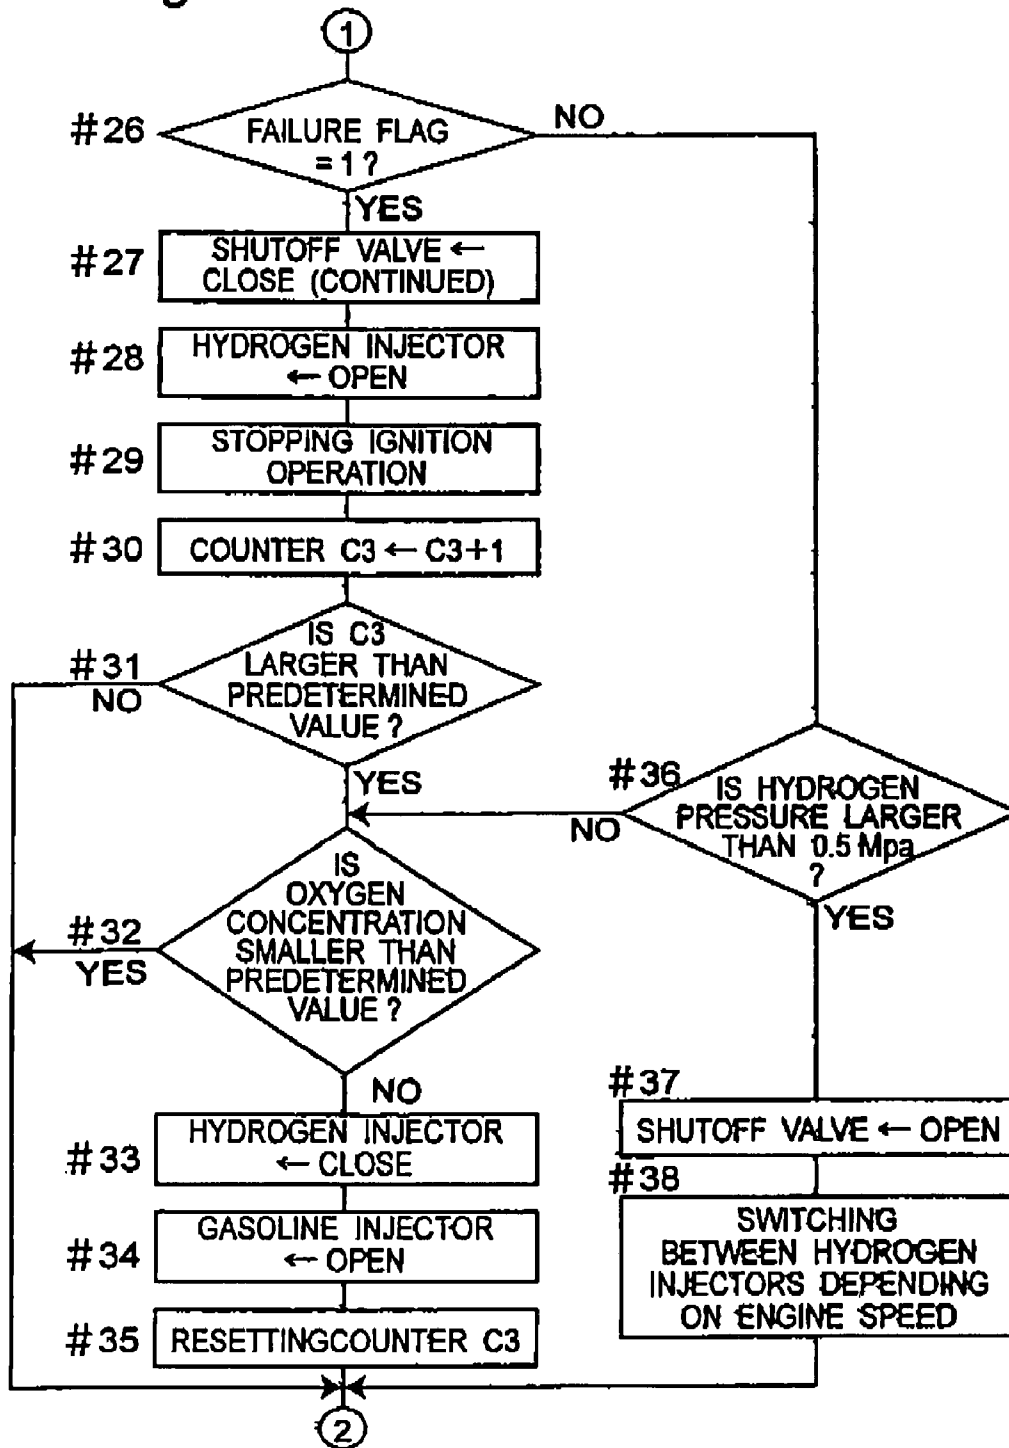 1
#26
FAILURE FLAG
=1?
NO
YES
#27
SHUTOFF VALVE ←
CLOSE (CONTINUED)
#28
HYDROGEN INJECTOR
← OPEN
#29
STOPPING IGNITION
OPERATION
#30
COUNTER C3 ← C3+1
#31
NO
IS C3
LARGER THAN
PREDETERMINED
VALUE?
YES
#36
IS HYDROGEN
PRESSURE LARGER
THAN 0.5 Mpa
?
NO
YES
#32
YES
IS
OXYGEN
CONCENTRATION
SMALLER THAN
PREDETERMINED
VALUE?
NO
#33
HYDROGEN INJECTOR
← CLOSE
#34
GASOLINE INJECTOR
← OPEN
#35
RESETTINGCOUNTER C3
#37
SHUTOFF VALVE ← OPEN
#38
SWITCHING
BETWEEN HYDROGEN
INJECTORS DEPENDING
ON ENGINE SPEED
2